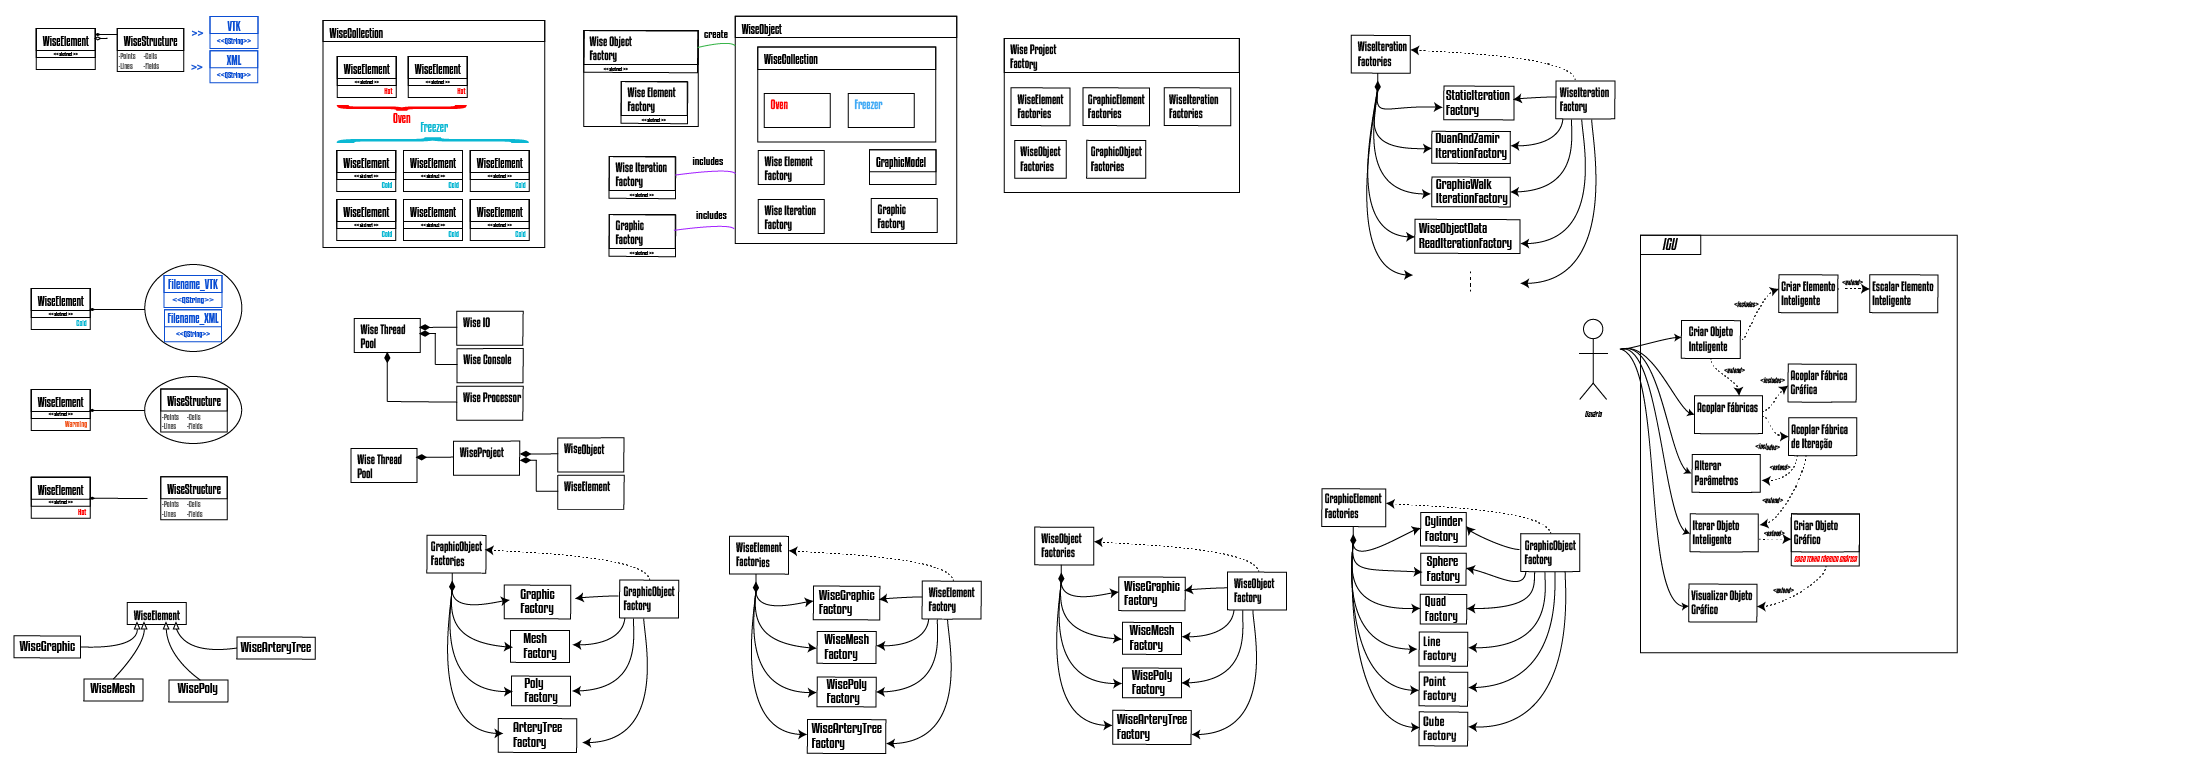 WiseElement
<< abstract >>
WiseStructure
-Points -Cells
-Lines -Fields
>>
VTK
<<QString>>
>>
XML
<<QString>>
WiseCollection
WiseElement
<< abstract >>
Hot
WiseElement
<< abstract >>
Hot
Oven
Freezer
WiseElement
<< abstract >>
Cold
WiseElement
<< abstract >>
Cold
WiseElement
<< abstract >>
Cold
WiseElement
<< abstract >>
Cold
WiseElement
<< abstract >>
Cold
WiseElement
<< abstract >>
Cold
Wise Object
Factory
<< abstract >>
Wise Element
Factory
<< abstract >>
create
Wise Iteration
Factory
<< abstract >>
includes
Graphic
Factory
<< abstract >>
includes
WiseObject
WiseCollection
Oven
Freezer
Wise Element
Factory
GraphicModel
Wise Iteration
Factory
Graphic
Factory
Wise Project
Factory
WiseElement
Factories
GraphicElement
Factories
WiseIteration
Factories
WiseObject
Factories
GraphicObject
Factories
WiseIteration
Factories
WiseIteration
Factory
StaticIteration
Factory
DuanAndZamir
IterationFactory
GraphicWalk
IterationFactory
WiseObjectData
ReadIterationFactory
WiseElement
<< abstract >>
Cold
Filename_VTK
<<QString>>
Filename_XML
<<QString>>
WiseElement
<< abstract >>
Warming
WiseStructure
-Points -Cells
-Lines -Fields
WiseElement
<< abstract >>
Hot
WiseStructure
-Points -Cells
-Lines -Fields
Wise Thread
Pool
Wise IO
Wise Console
Wise Processor
Wise Thread
Pool
WiseProject
WiseObject
WiseElement
WiseElement
WiseGraphic
WiseMesh
WisePoly
WiseArteryTree
GraphicObject
Factories
GraphicObject
Factory
Graphic
Factory
Mesh
Factory
Poly
Factory
ArteryTree
Factory
WiseElement
Factories
WiseElement
Factory
WiseGraphic
Factory
WiseMesh
Factory
WisePoly
Factory
WiseArteryTree
Factory
WiseObject
Factories
WiseObject
Factory
WiseGraphic
Factory
WiseMesh
Factory
WisePoly
Factory
WiseArteryTree
Factory
GraphicElement
Factories
GraphicObject
Factory
Cylinder
Factory
Sphere
Factory
Quad
Factory
Line
Factory
Point
Factory
Cube
Factory
Usuário
IGU
Criar Objeto
Inteligente
<includes>
Criar Elemento
Inteligente
<extend>
Escalar Elemento
Inteligente
<extend>
Acoplar Fábricas
<includes>
Acoplar Fábrica
Gráfica
<includes>
Acoplar Fábrica
de Iteração
Alterar
Parâmetros
<extend>
<extend>
Iterar Objeto
Inteligente
<extend>
Criar Objeto
Gráfico
CASO TENHA FÁBRICA GRÁFICA
<extend>
Visualizar Objeto
Gráfico